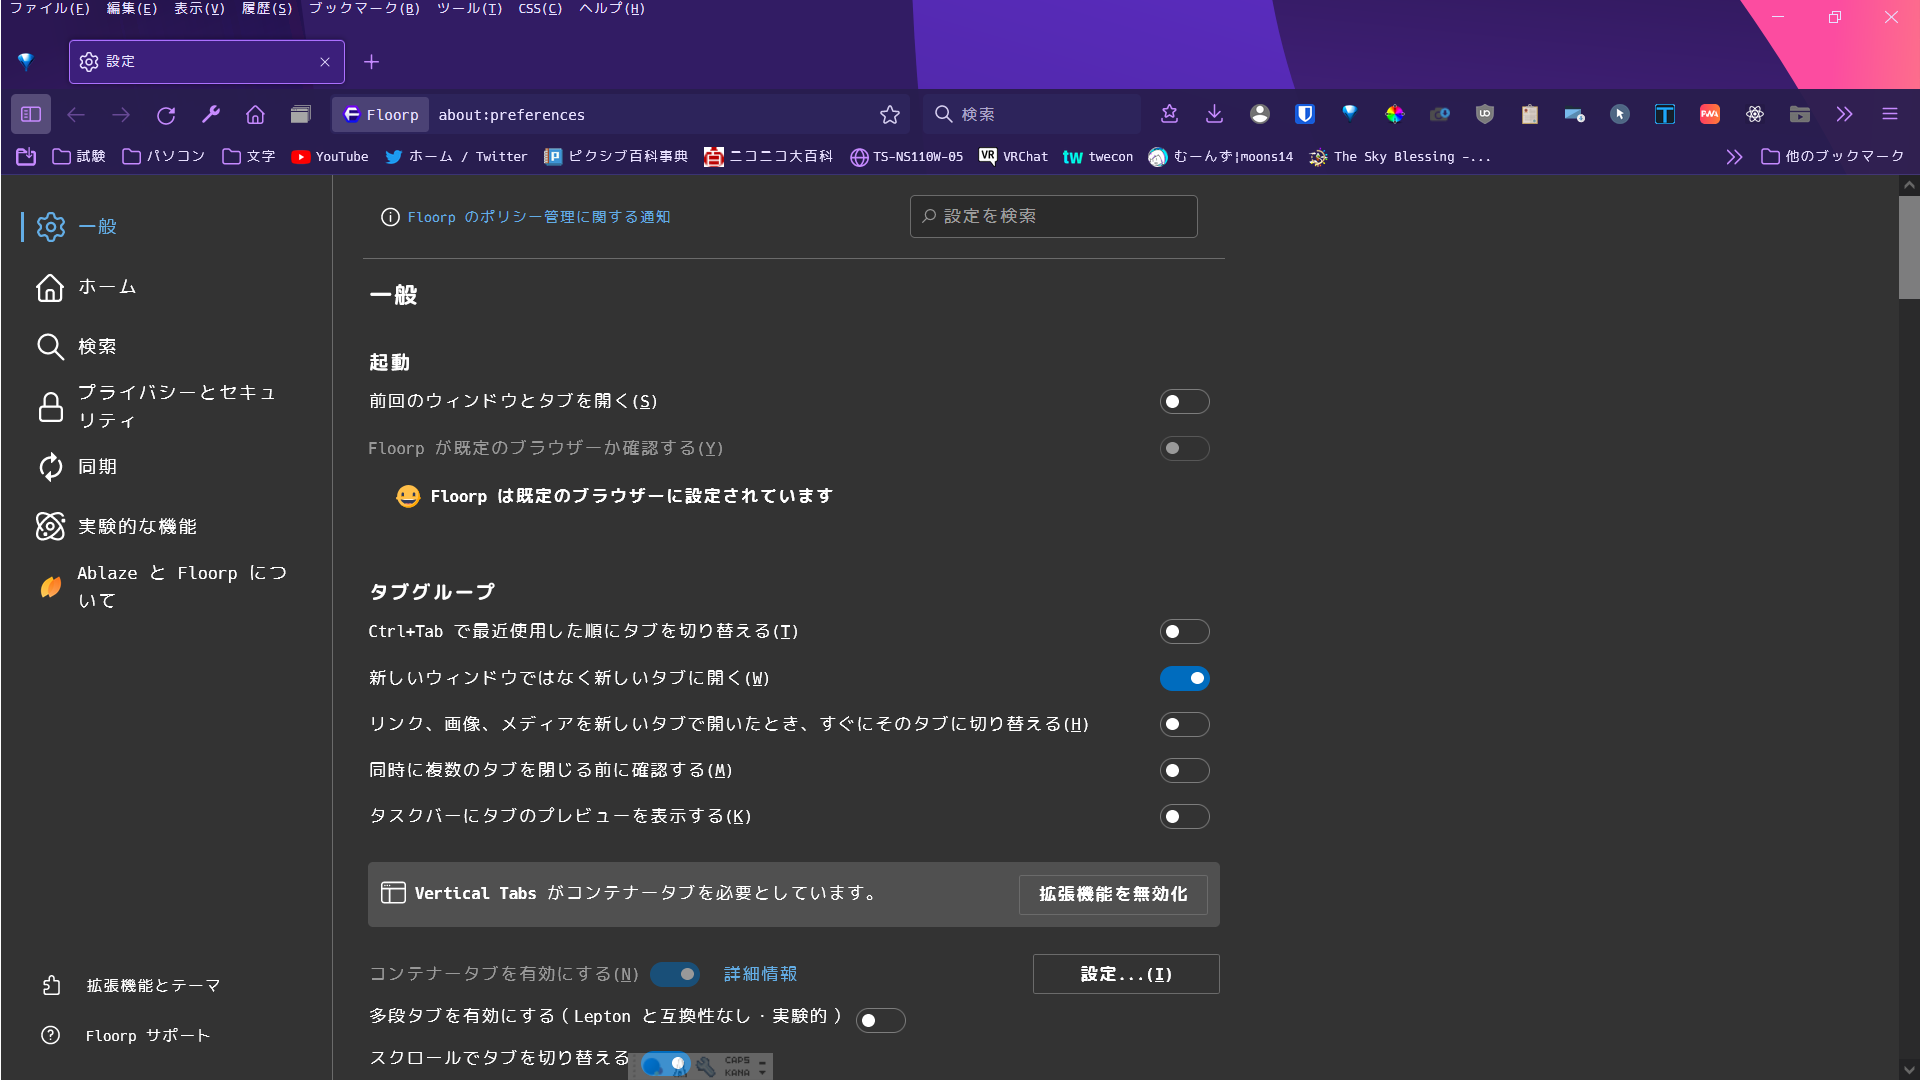 ファイル(F) 編集(E) 表示(V) 履歴(S) ブックマーク(B) ツール(T) CSS(C) ヘルプ(H)
設定
Floorp about:preferences
検索
試験 パソコン 文字 YouTube ホーム / Twitter ピクシブ百科事典 ニコニコ大百科 TS-NS110W-05 VRChat twecon むーんず¦moons14 The Sky Blessing -... 他のブックマーク
一般
ホーム
検索
プライバシーとセキュ
リティ
同期
実験的な機能
Ablaze と Floorp につ
いて
拡張機能とテーマ
Floorp サポート
Floorp のポリシー管理に関する通知
設定を検索
一般
起動
前回のウィンドウとタブを開く(S)
Floorp が既定のブラウザーか確認する(Y)
Floorp は既定のブラウザーに設定されています
タブグループ
Ctrl+Tab で最近使用した順にタブを切り替える(T)
新しいウィンドウではなく新しいタブに開く(W)
リンク、画像、メディアを新しいタブで開いたとき、すぐにそのタブに切り替える(H)
同時に複数のタブを閉じる前に確認する(M)
タスクバーにタブのプレビューを表示する(K)
Vertical Tabs がコンテナータブを必要としています。
拡張機能を無効化
コンテナータブを有効にする(N) 詳細情報
設定...(I)
多段タブを有効にする（Lepton と互換性なし・実験的）
スクロールでタブを切り替える
CAPS
KANA